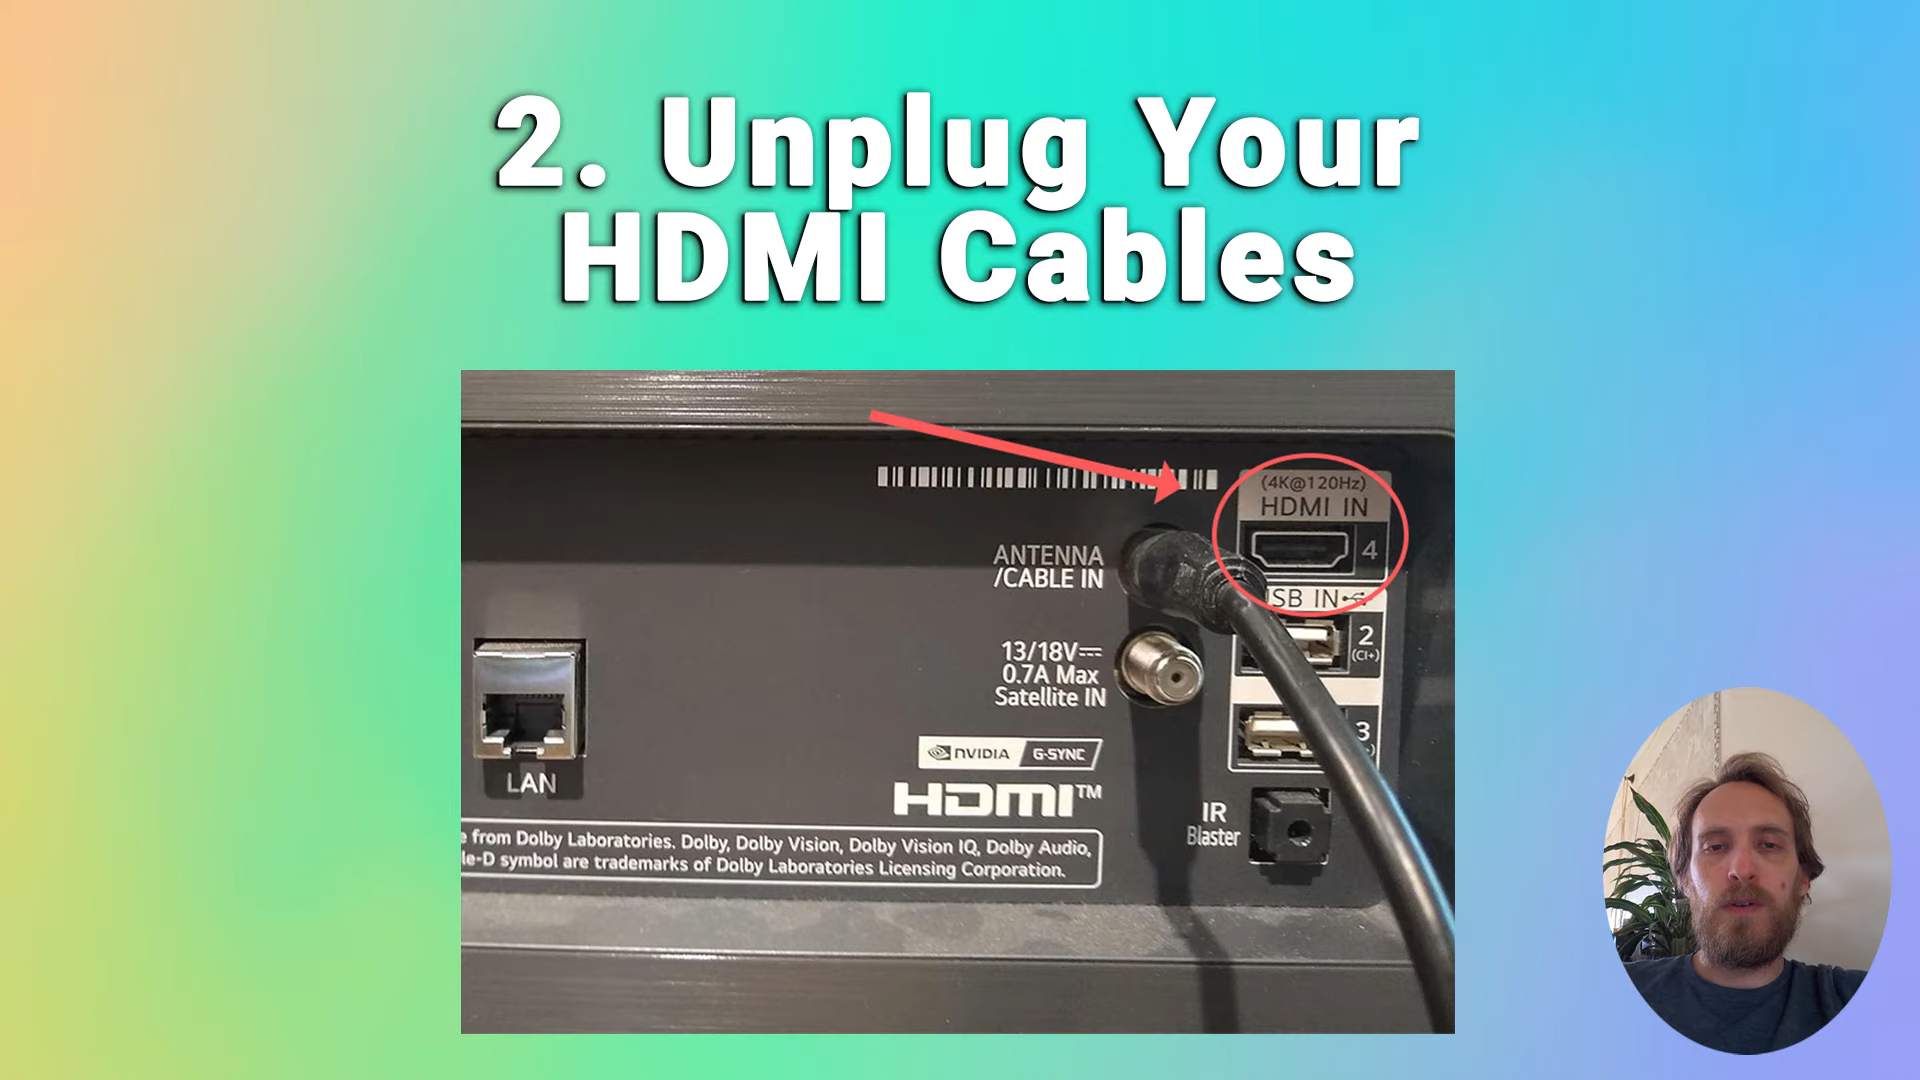 2. Unplug Your
HDMI Cables
(4K@120Hz)
HDMI IN
4
ANTENNA
/CABLE IN
SB IN
2
(CI+)
13/18V
0.7A Max
Satellite IN
3
NVIDIA G-SYNC
HDMI™
LAN
IR
Blaster
e from Dolby Laboratories. Dolby, Dolby Vision, Dolby Vision IQ, Dolby Audio,
le-D symbol are trademarks of Dolby Laboratories Licensing Corporation.